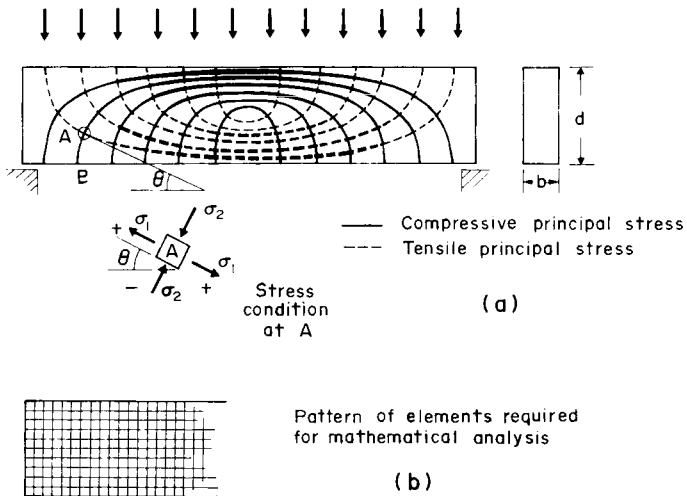 A
a
θ
d
b
Compressive principal stress
Tensile principal stress
σ₂
+ σ₁
θ
A
σ₁
- σ₂ +
Stress
condition
at A
(a)
Pattern of elements required
for mathematical analysis
(b)